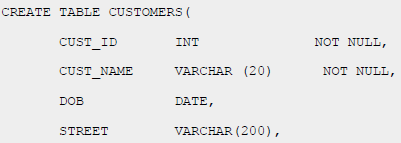 CREATE TABLE CUSTOMERS(
CUST_ID INT NOT NULL,
CUST_NAME VARCHAR (20) NOT NULL,
DOB DATE,
STREET VARCHAR(200),